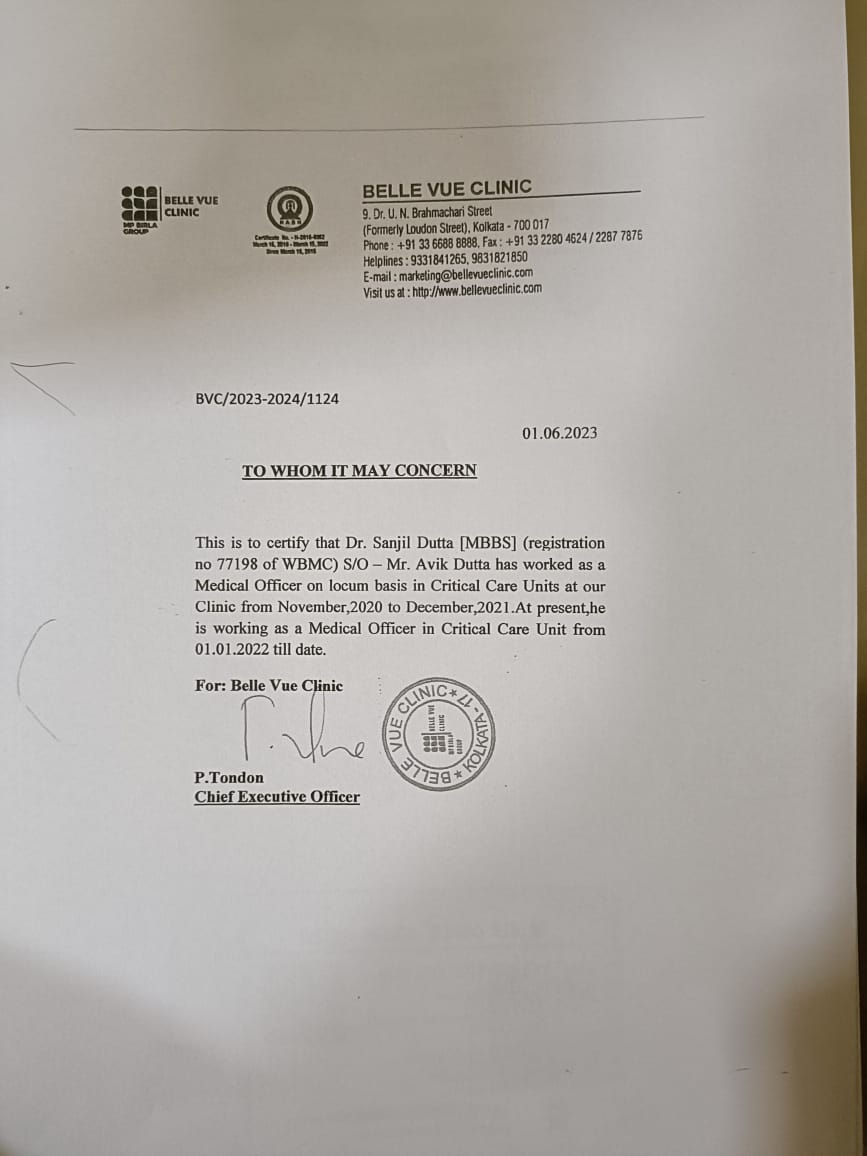 BELLE VUE
CLINIC
MP BIRLA
GROUP
NABH
March 16, 2019 - March 15, 2022
Since March 16, 2016
BELLE VUE CLINIC
9. Dr. U. N. Brahmachari Street
(Formerly Loudon Street), Kolkata - 700 017
Phone : +91 33 6688 8888, Fax : +91 33 2280 4624 / 2287 7876
Helplines : 9331841265, 9831821850
E-mail : marketing@bellevueclinic.com
Visit us at : http://www.bellevueclinic.com
BVC/2023-2024/1124
01.06.2023
TO WHOM IT MAY CONCERN
This is to certify that Dr. Sanjil Dutta [MBBS] (registration
no 77198 of WBMC) S/O – Mr. Avik Dutta has worked as a
Medical Officer on locum basis in Critical Care Units at our
Clinic from November,2020 to December,2021.At present,he
is working as a Medical Officer in Critical Care Unit from
01.01.2022 till date.
For: Belle Vue Clinic
BELLE VUE CLINIC * KOLKATA - 17 *
BELLE VUE
CLINIC
MP BIRLA
GROUP
P.Tondon
Chief Executive Officer